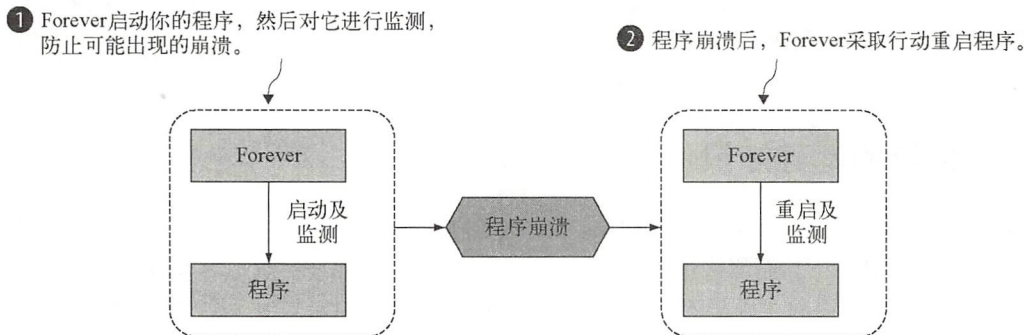 1 Forever启动你的程序，然后对它进行监测，
防止可能出现的崩溃。
2 程序崩溃后，Forever采取行动重启程序。
Forever
启动及
监测
程序
程序崩溃
Forever
重启及
监测
程序